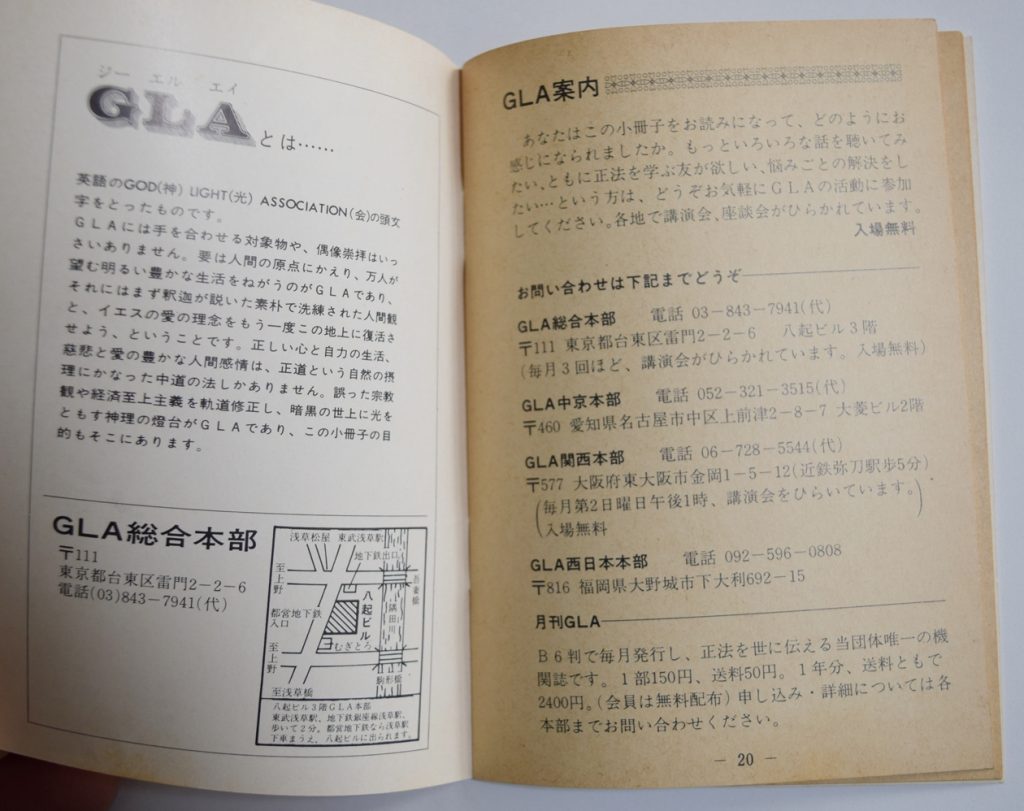 ジー エル エイ
GLAとは……
英語のGOD(神) LIGHT(光) ASSOCIATION(会)の頭文
字をとったものです。
ＧＬＡには手を合わせる対象物や、偶像崇拝はいっ
さいありません。要は人間の原点にかえり、万人が
望む明るい豊かな生活をねがうのがＧＬＡであり、
それにはまず釈迦が説いた素朴で洗練された人間観
と、イエスの愛の理念をもう一度この地上に復活さ
せよう、ということです。正しい心と自力の生活、
慈悲と愛の豊かな人間感情は、正道という自然の摂
理にかなった中道の法しかありません。誤った宗教
観や経済至上主義を軌道修正し、暗黒の世上に光を
ともす神理の燈台がＧＬＡであり、この小冊子の目
的もそこにあります。
GLA総合本部
〒111
東京都台東区雷門2－2－6
電話(03)843－7941(代)
浅草松屋 東武浅草駅
地下鉄出口
至上野
吾妻橋
八起ビル
隅田川
都営地下鉄
入口
むぎとろ
至上野
駒形橋
至浅草橋
八起ビル3階GLA本部
東武浅草駅、地下鉄銀座線浅草駅、
歩いて2分。都営地下鉄なら浅草駅
下車まうえ、八起ビルに出られます。
GLA案内
あなたはこの小冊子をお読みになって、どのようにお
感じになられましたか。もっといろいろな話を聴いてみ
たい、ともに正法を学ぶ友が欲しい、悩みごとの解決をし
たい…という方は、どうぞお気軽にＧＬＡの活動に参加
してください。各地で講演会、座談会がひらかれています。
入場無料
お問い合わせは下記までどうぞ
GLA総合本部 電話 03－843－7941(代)
〒111 東京都台東区雷門2－2－6 八起ビル3階
(毎月3回ほど、講演会がひらかれています。入場無料)
GLA中京本部 電話 052－321－3515(代)
〒460 愛知県名古屋市中区上前津2－8－7 大菱ビル2階
GLA関西本部 電話 06－728－5544(代)
〒577 大阪府東大阪市金岡1－5－12(近鉄弥刀駅歩5分)
(毎月第2日曜日午後1時、講演会をひらいています。
入場無料)
GLA西日本本部 電話 092－596－0808
〒816 福岡県大野城市下大利692－15
月刊GLA
Ｂ６判で毎月発行し、正法を世に伝える当団体唯一の機
関誌です。１部150円、送料50円。１年分、送料ともで
2400円。(会員は無料配布)申し込み・詳細については各
本部までお問い合わせください。
－ 20 －